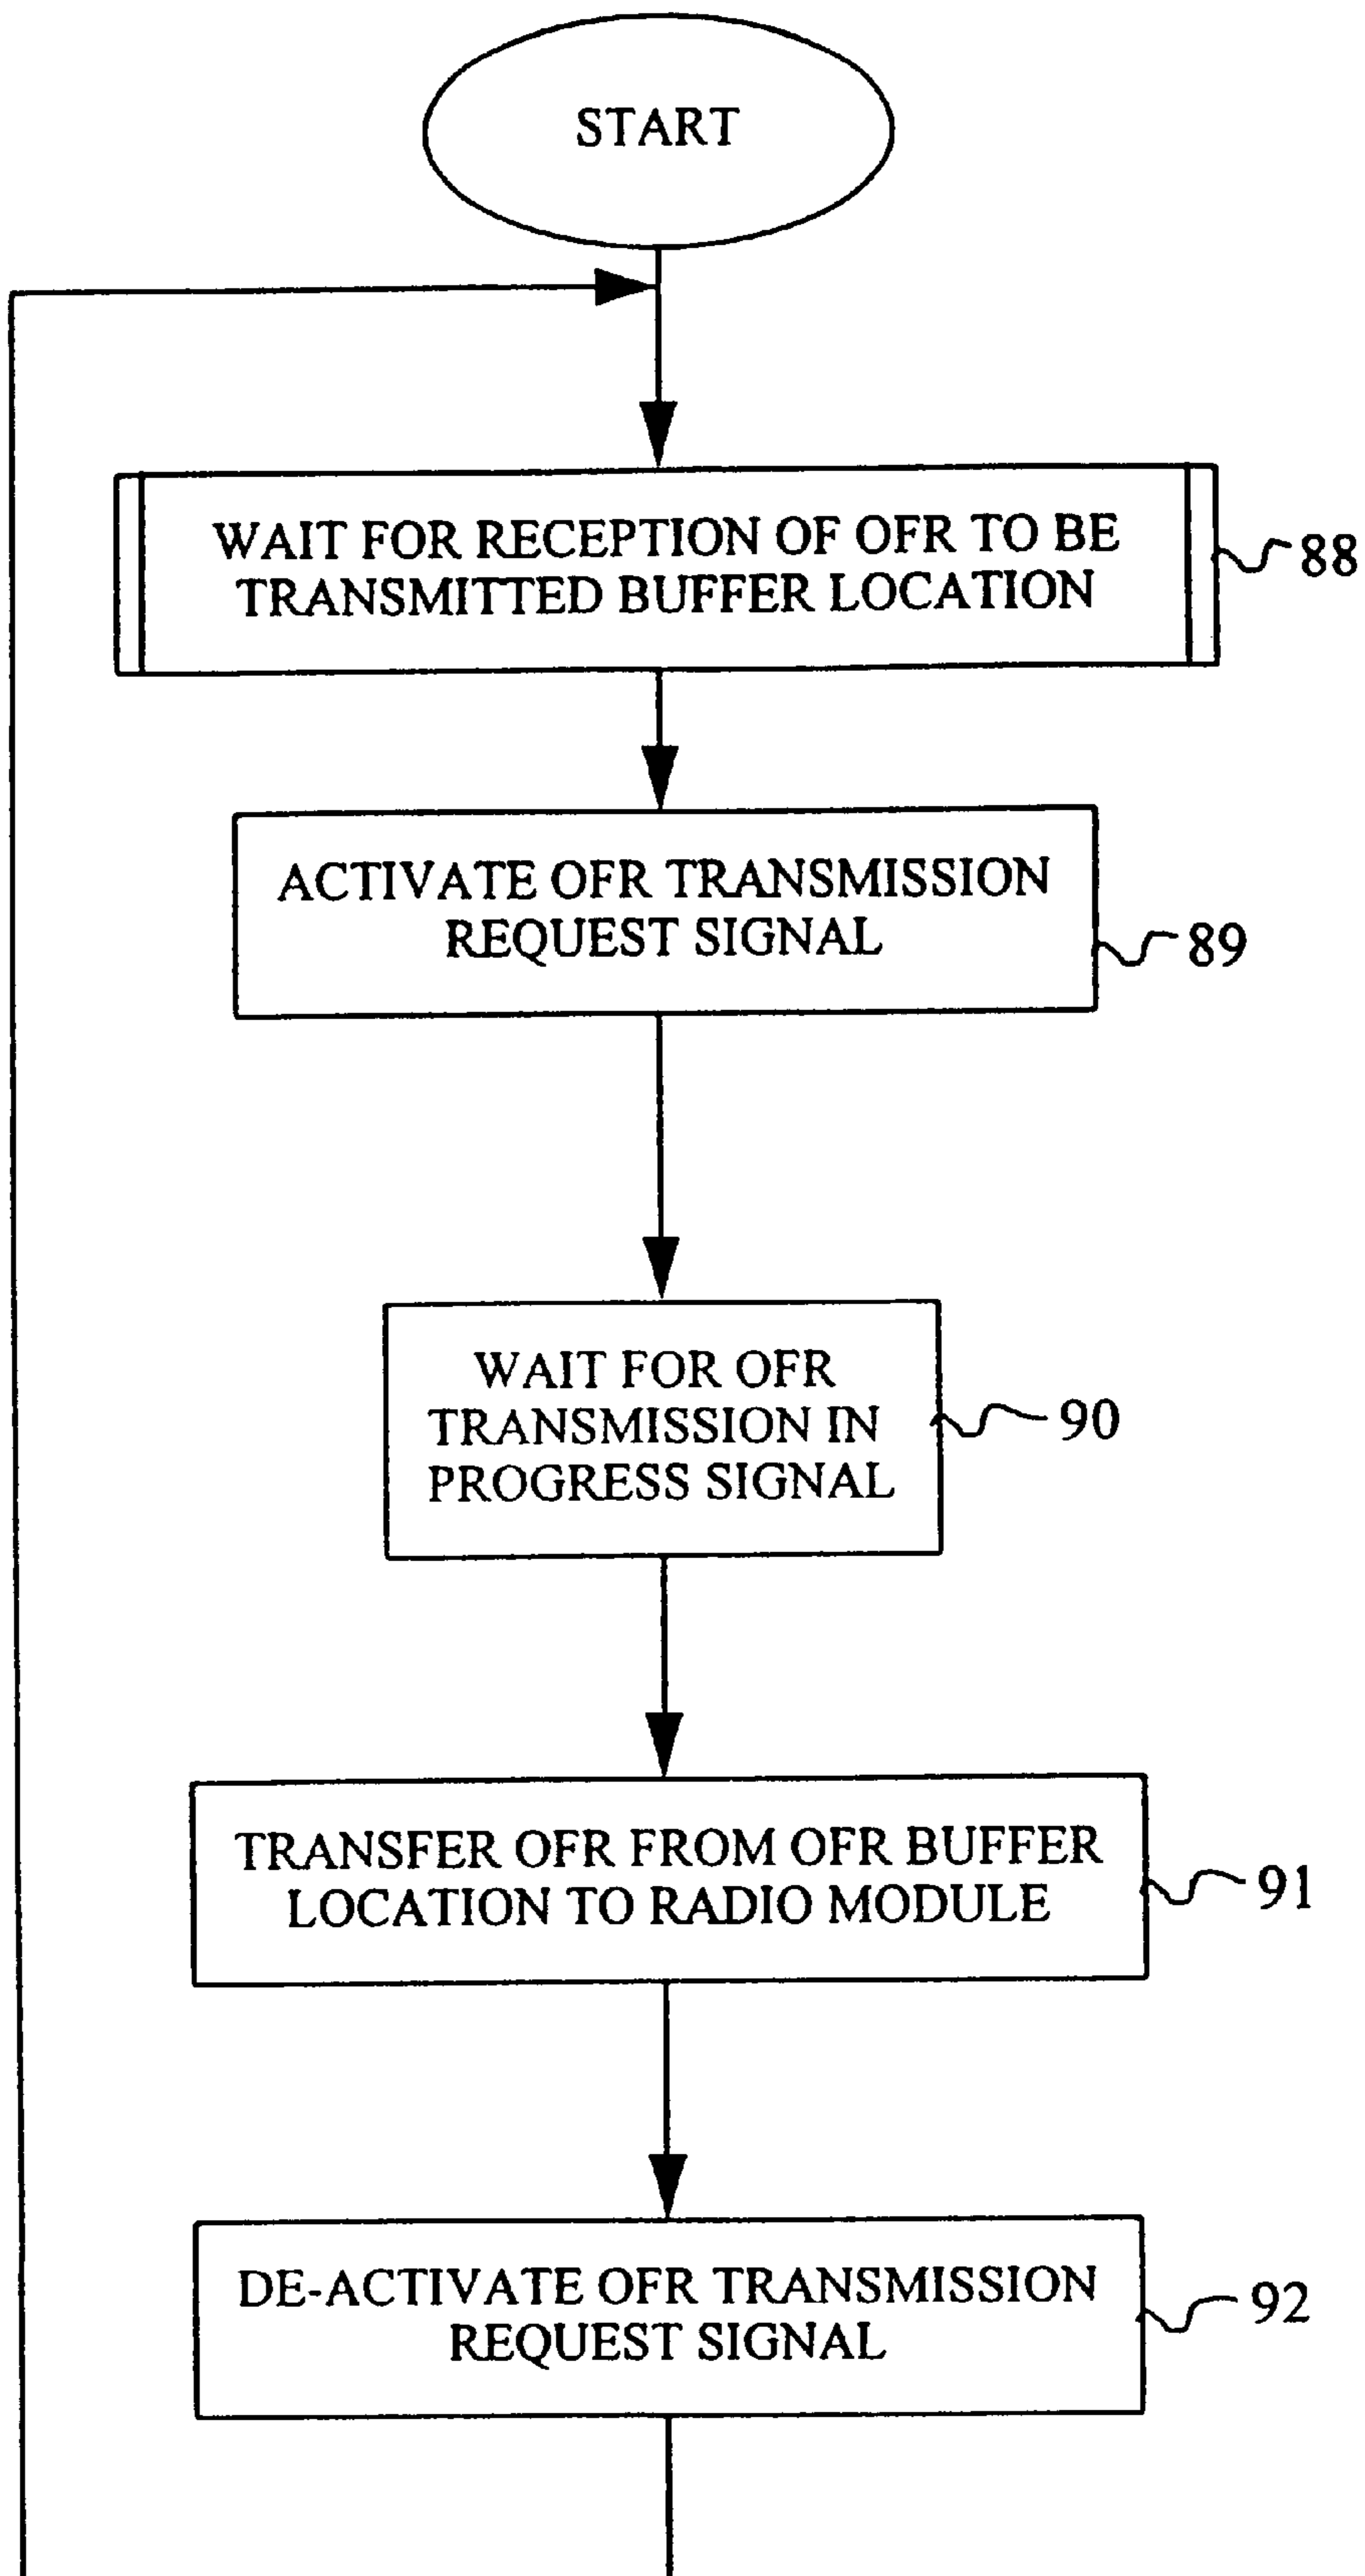 START
WAIT FOR RECEPTION OF OFR TO BE
TRANSMITTED BUFFER LOCATION
88
ACTIVATE OFR TRANSMISSION
REQUEST SIGNAL
89
WAIT FOR OFR
TRANSMISSION IN
PROGRESS SIGNAL
90
TRANSFER OFR FROM OFR BUFFER
LOCATION TO RADIO MODULE
91
DE-ACTIVATE OFR TRANSMISSION
REQUEST SIGNAL
92